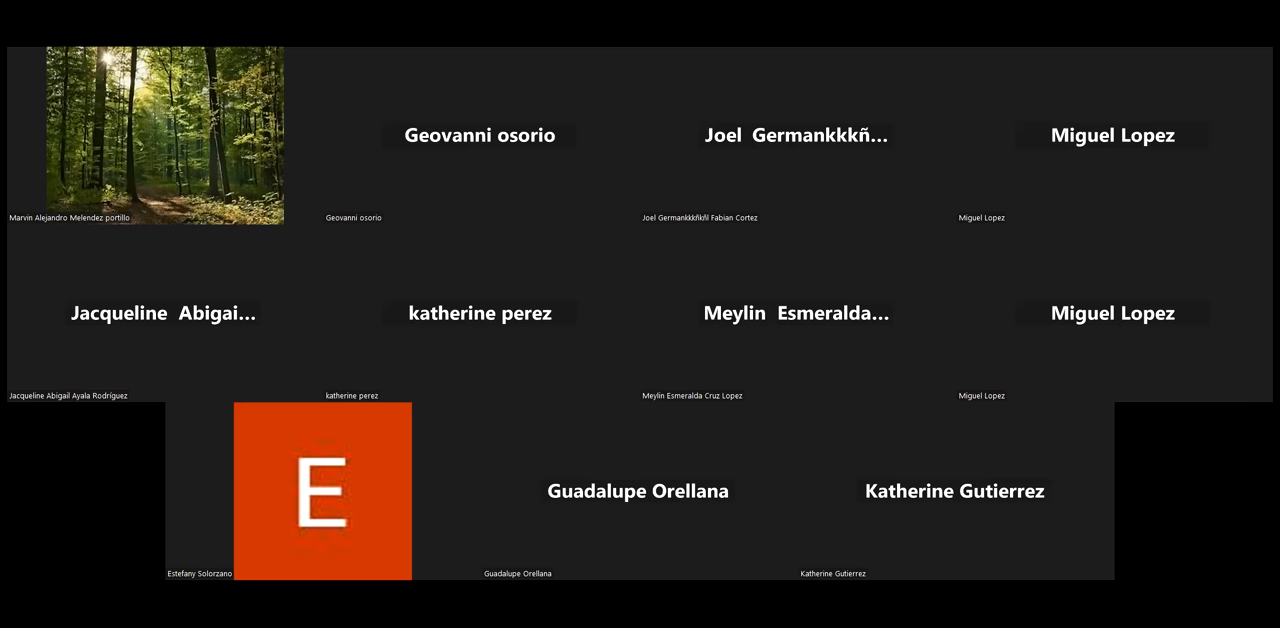 Geovanni osorio
Joel Germankkkñ...
Miguel Lopez
Marvin Alejandro Melendez portillo
Geovanni osorio
Joel Germankkkñkñl Fabian Cortez
Miguel Lopez
Jacqueline Abigai...
katherine perez
Meylin Esmeralda...
Miguel Lopez
Jacqueline Abigail Ayala Rodríguez
katherine perez
Meylin Esmeralda Cruz Lopez
Miguel Lopez
E
Guadalupe Orellana
Katherine Gutierrez
Estefany Solorzano
Guadalupe Orellana
Katherine Gutierrez